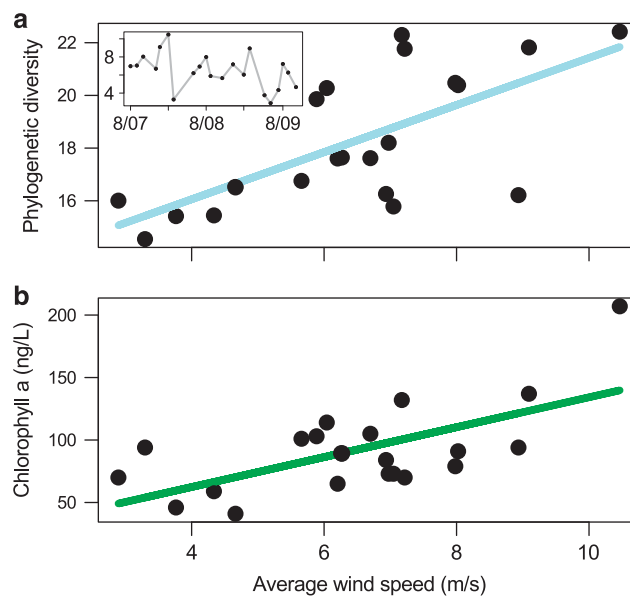 a
Phylogenetic diversity
22
20
18
16
8
4
8/07 8/08 8/09
b
Chlorophyll a (ng/L)
200
150
100
50
4 6 8 10
Average wind speed (m/s)